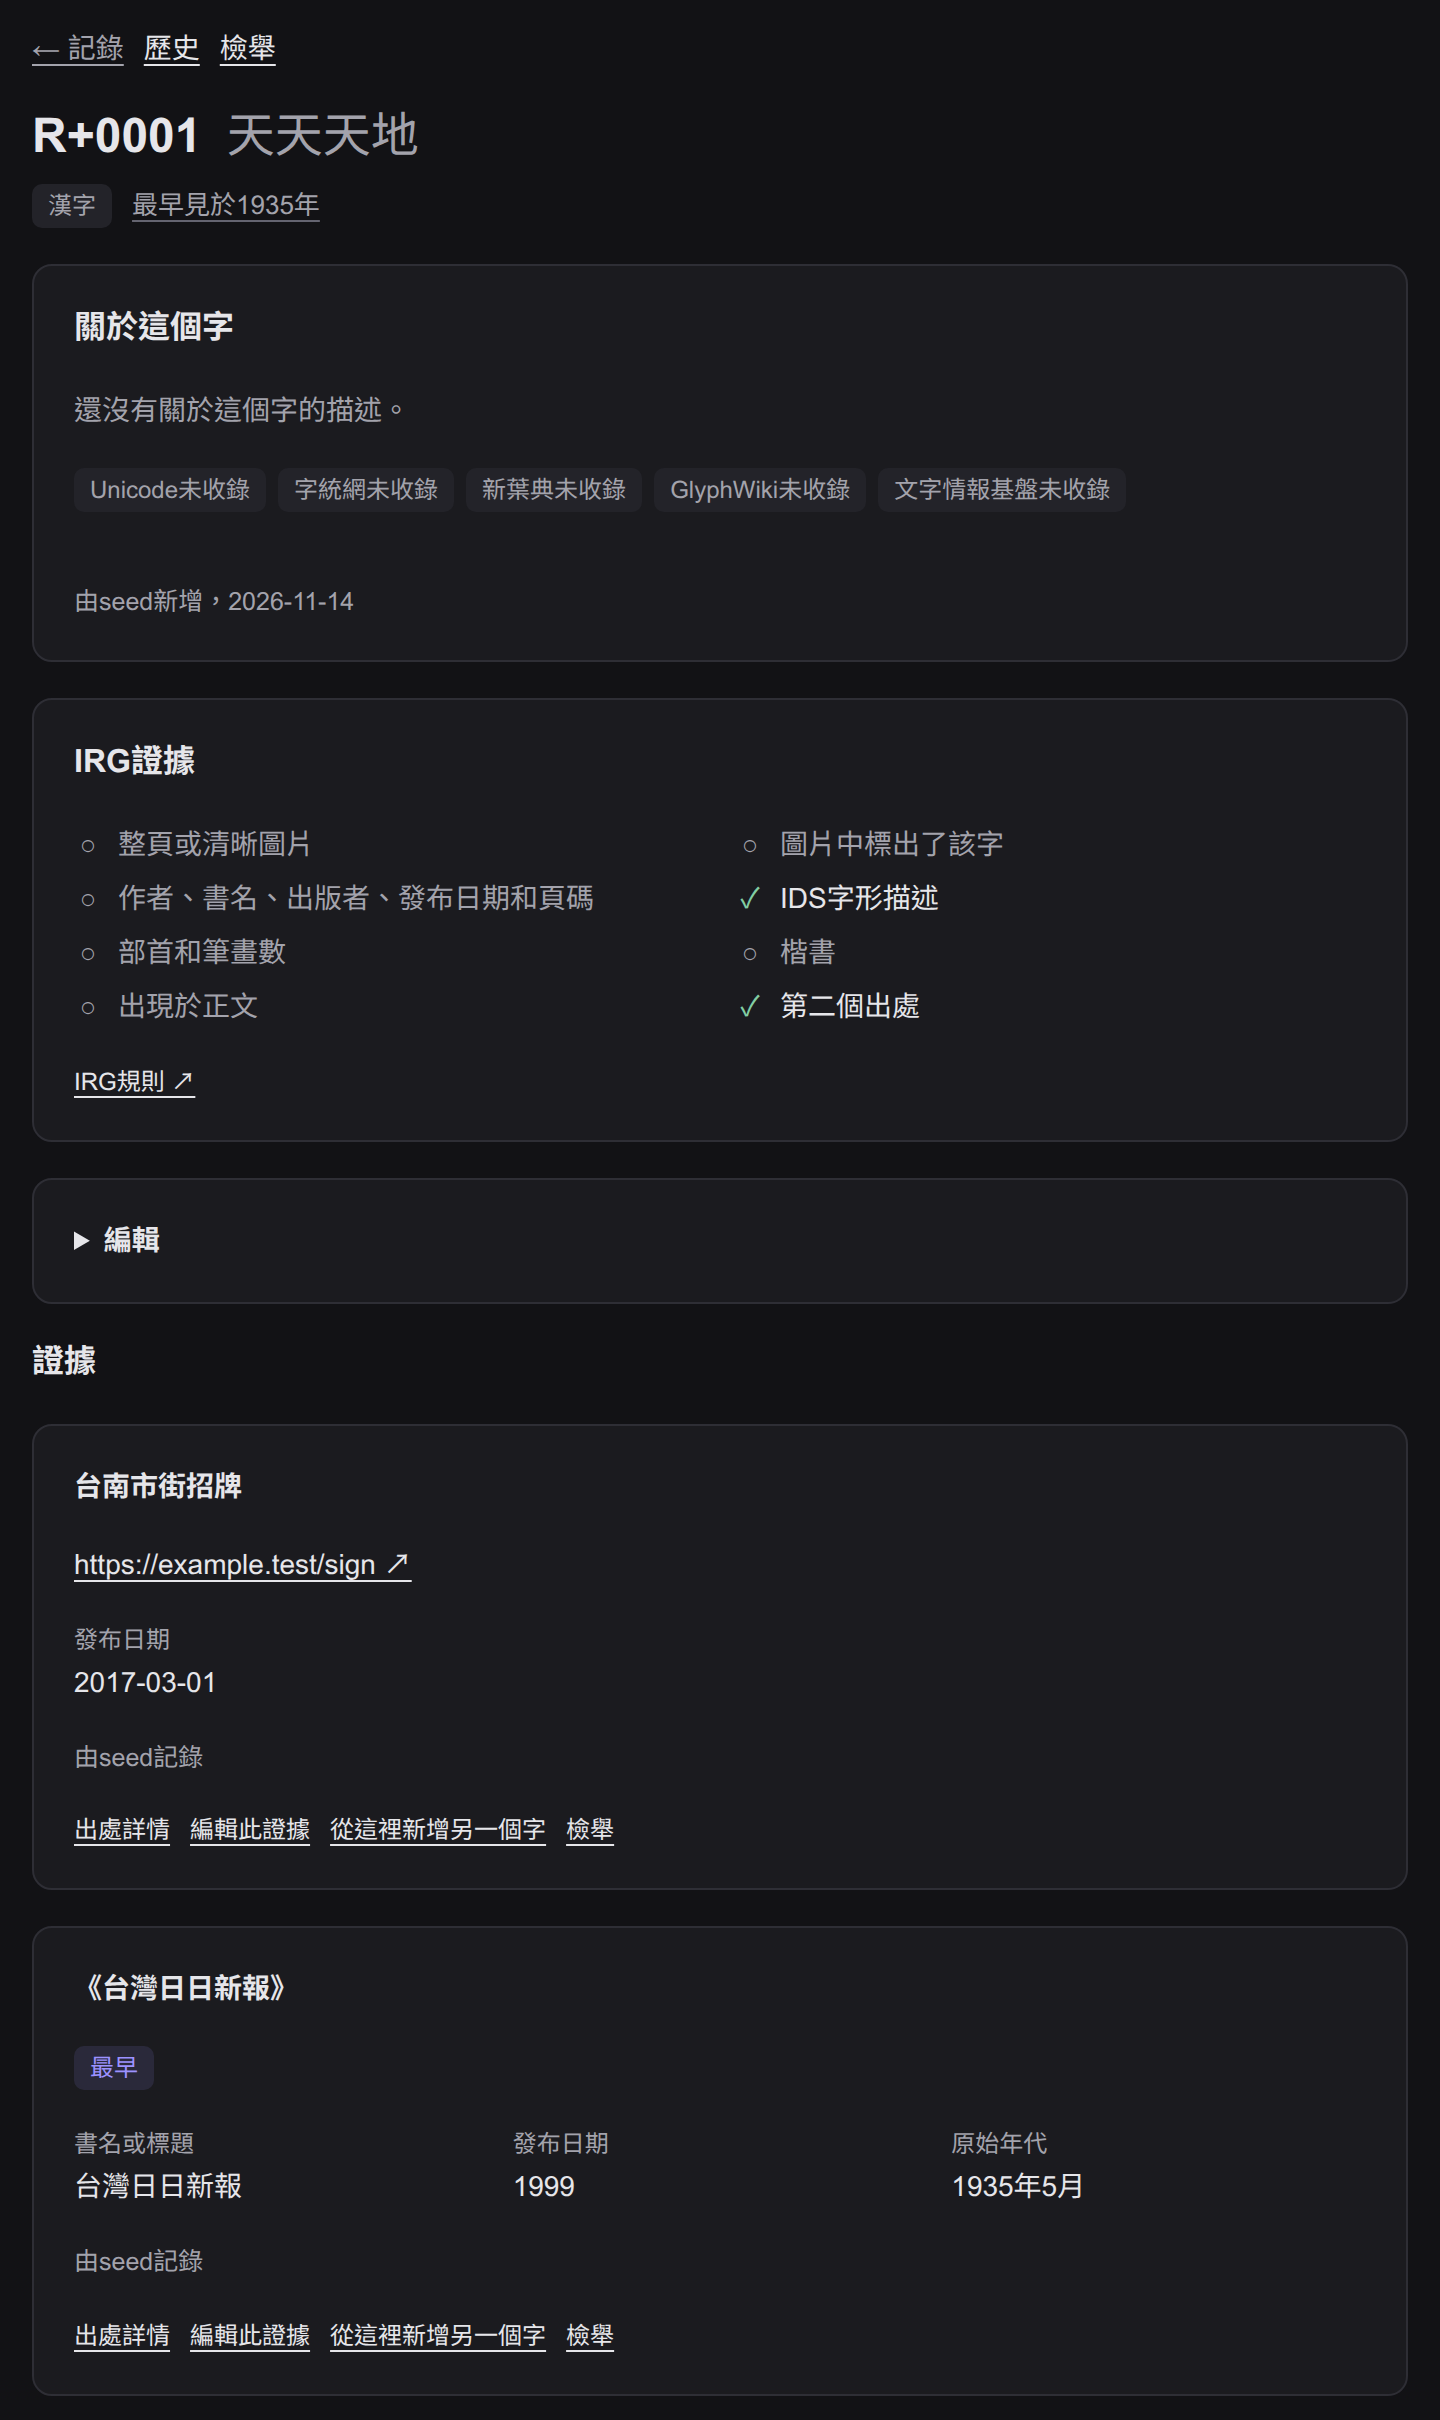 ← 記錄 歷史 檢舉
R+0001 天天天地
漢字 最早見於1935年
關於這個字
還沒有關於這個字的描述。
Unicode未收錄 字統網未收錄 新葉典未收錄 GlyphWiki未收錄 文字情報基盤未收錄
由seed新增，2026-11-14
IRG證據
○ 整頁或清晰圖片
○ 圖片中標出了該字
○ 作者、書名、出版者、發布日期和頁碼
✓ IDS字形描述
○ 部首和筆畫數
○ 楷書
○ 出現於正文
✓ 第二個出處
IRG規則 ↗
▶ 編輯
證據
台南市街招牌
https://example.test/sign ↗
發布日期
2017-03-01
由seed記錄
出處詳情 編輯此證據 從這裡新增另一個字 檢舉
《台灣日日新報》
最早
書名或標題 發布日期 原始年代
台灣日日新報 1999 1935年5月
由seed記錄
出處詳情 編輯此證據 從這裡新增另一個字 檢舉